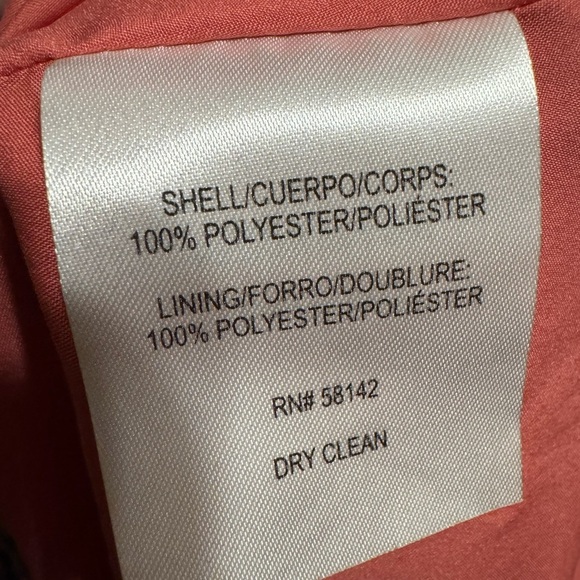 SHELL/CUERPO/CORPS:
100% POLYESTER/POLIÉSTER
LINING/FORRO/DOUBLURE:
100% POLYESTER/POLIÉSTER
RN# 58142
DRY CLEAN